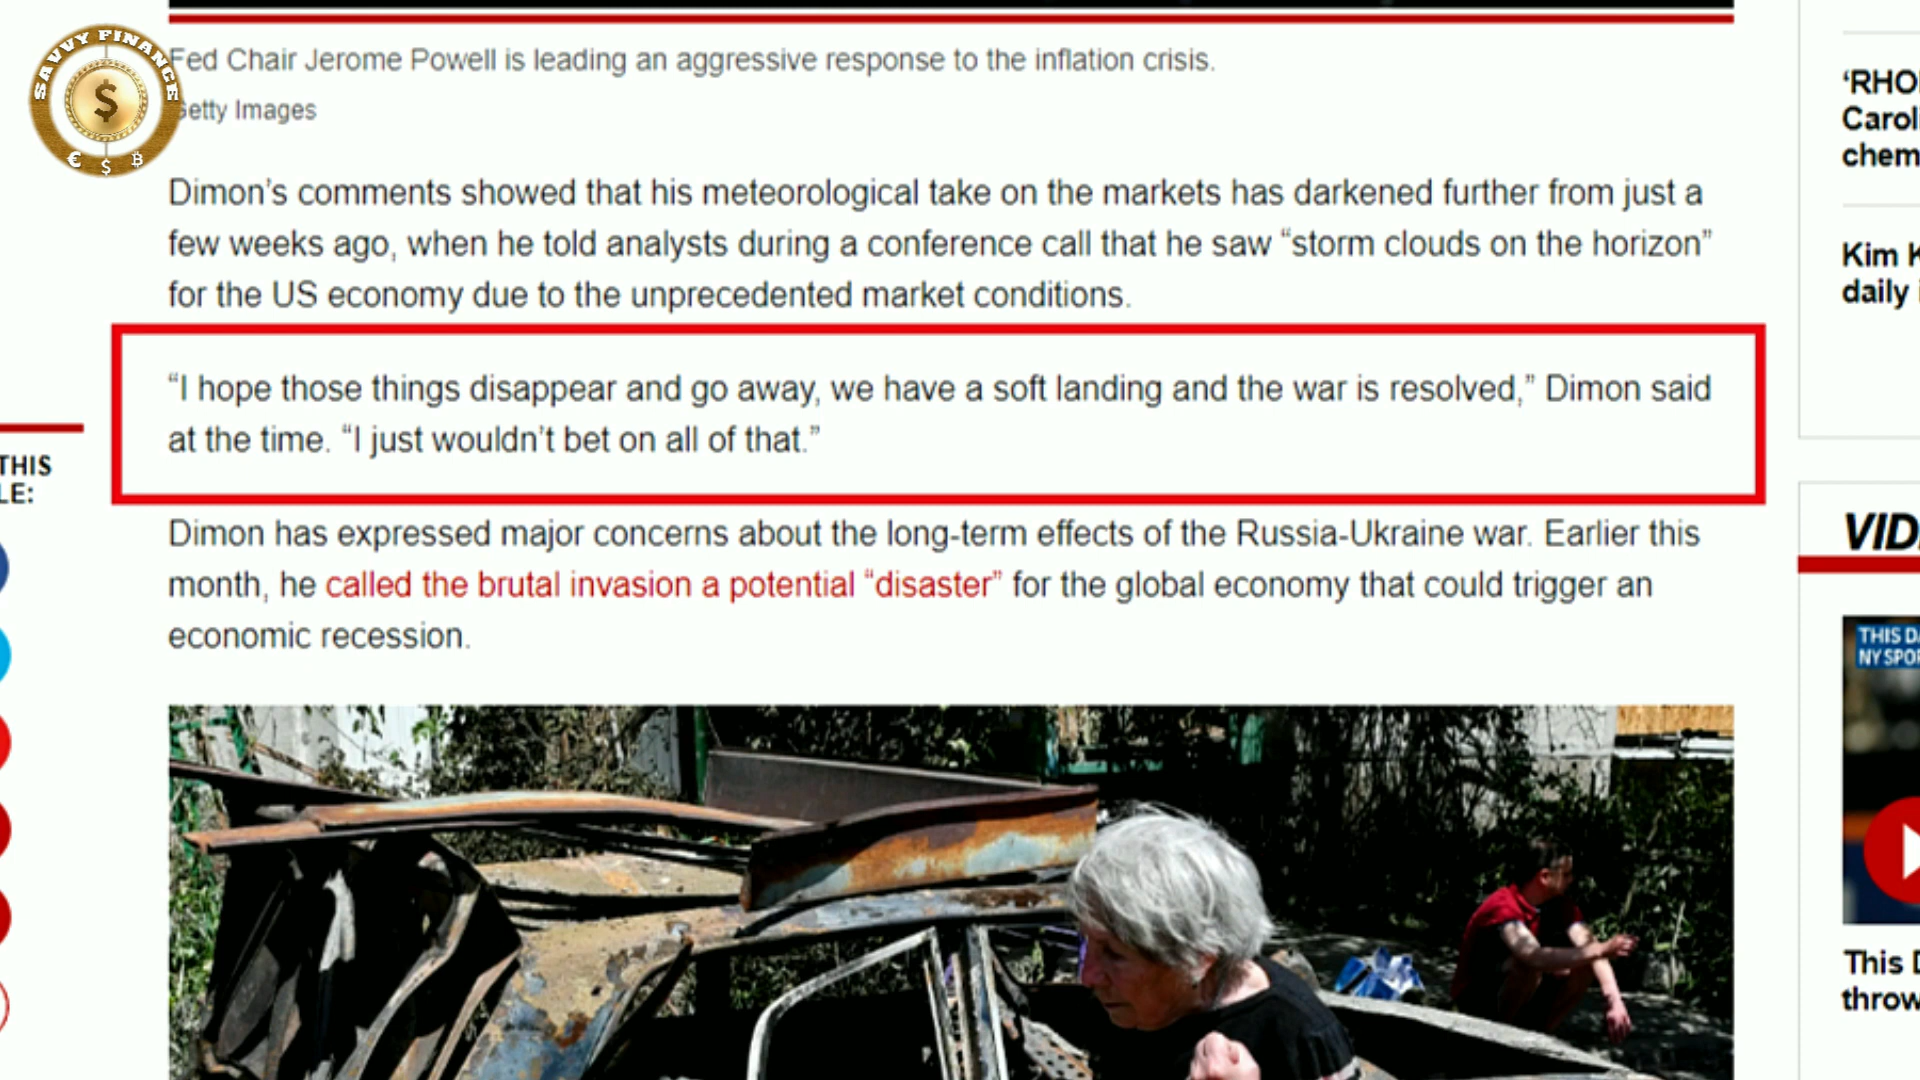 SAVVY FINANCE
$
€ $ ₿
Fed Chair Jerome Powell is leading an aggressive response to the inflation crisis.
Getty Images
Dimon’s comments showed that his meteorological take on the markets has darkened further from just a
few weeks ago, when he told analysts during a conference call that he saw “storm clouds on the horizon”
for the US economy due to the unprecedented market conditions.
“I hope those things disappear and go away, we have a soft landing and the war is resolved,” Dimon said
at the time. “I just wouldn’t bet on all of that.”
Dimon has expressed major concerns about the long-term effects of the Russia-Ukraine war. Earlier this
month, he called the brutal invasion a potential “disaster” for the global economy that could trigger an
economic recession.
THIS
LE:
‘RHO
Caroli
chem
Kim K
daily i
VID
THIS DA
NY SPOR
This D
throw